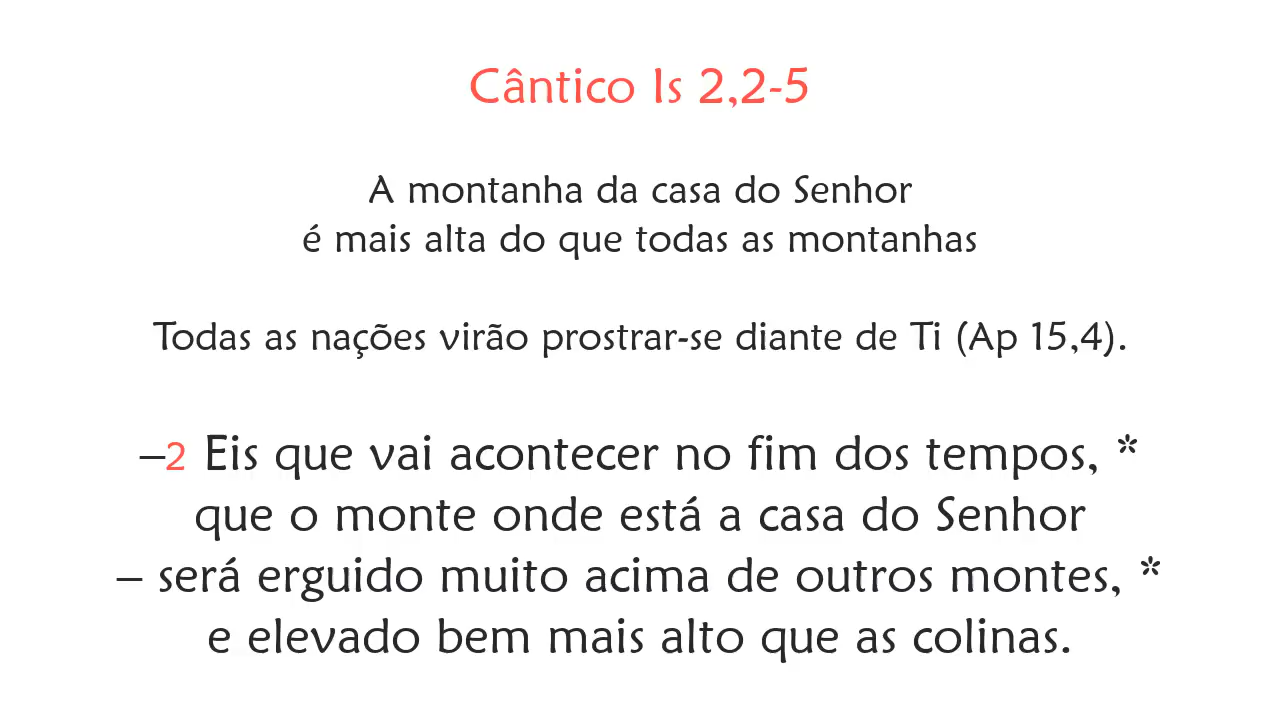 Cântico Is 2,2-5
A montanha da casa do Senhor
é mais alta do que todas as montanhas
Todas as nações virão prostrar-se diante de Ti (Ap 15,4).
–2 Eis que vai acontecer no fim dos tempos, *
que o monte onde está a casa do Senhor
– será erguido muito acima de outros montes, *
e elevado bem mais alto que as colinas.